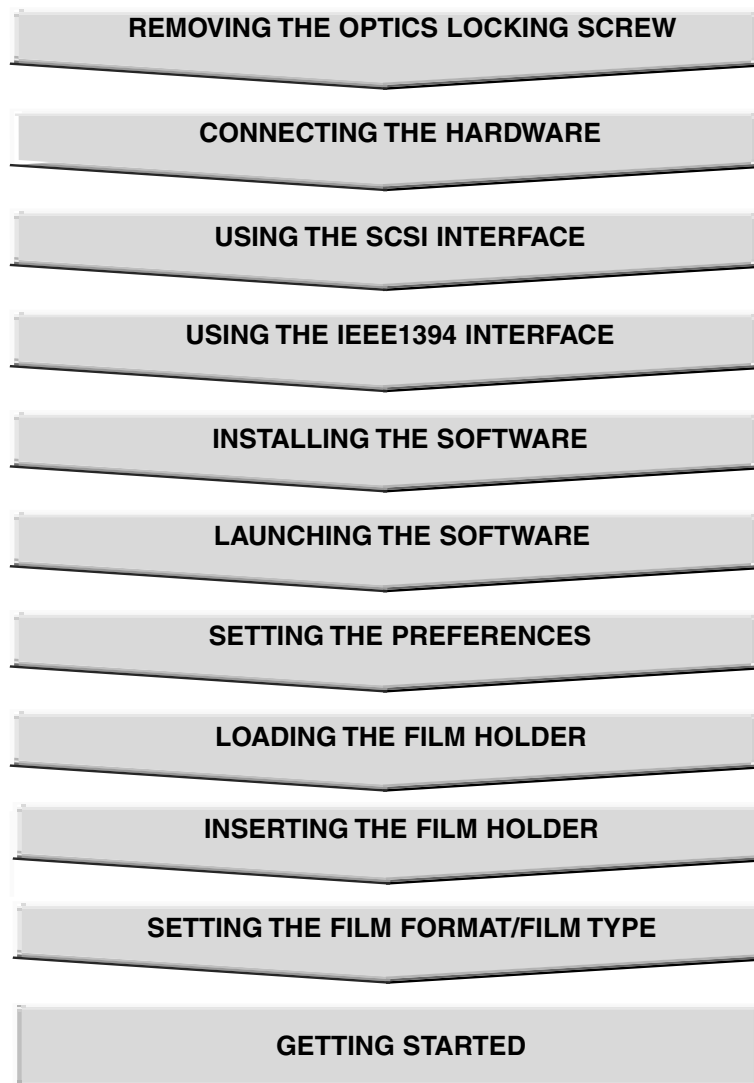 REMOVING THE OPTICS LOCKING SCREW
CONNECTING THE HARDWARE
USING THE SCSI INTERFACE
USING THE IEEE1394 INTERFACE
INSTALLING THE SOFTWARE
LAUNCHING THE SOFTWARE
SETTING THE PREFERENCES
LOADING THE FILM HOLDER
INSERTING THE FILM HOLDER
SETTING THE FILM FORMAT/FILM TYPE
GETTING STARTED